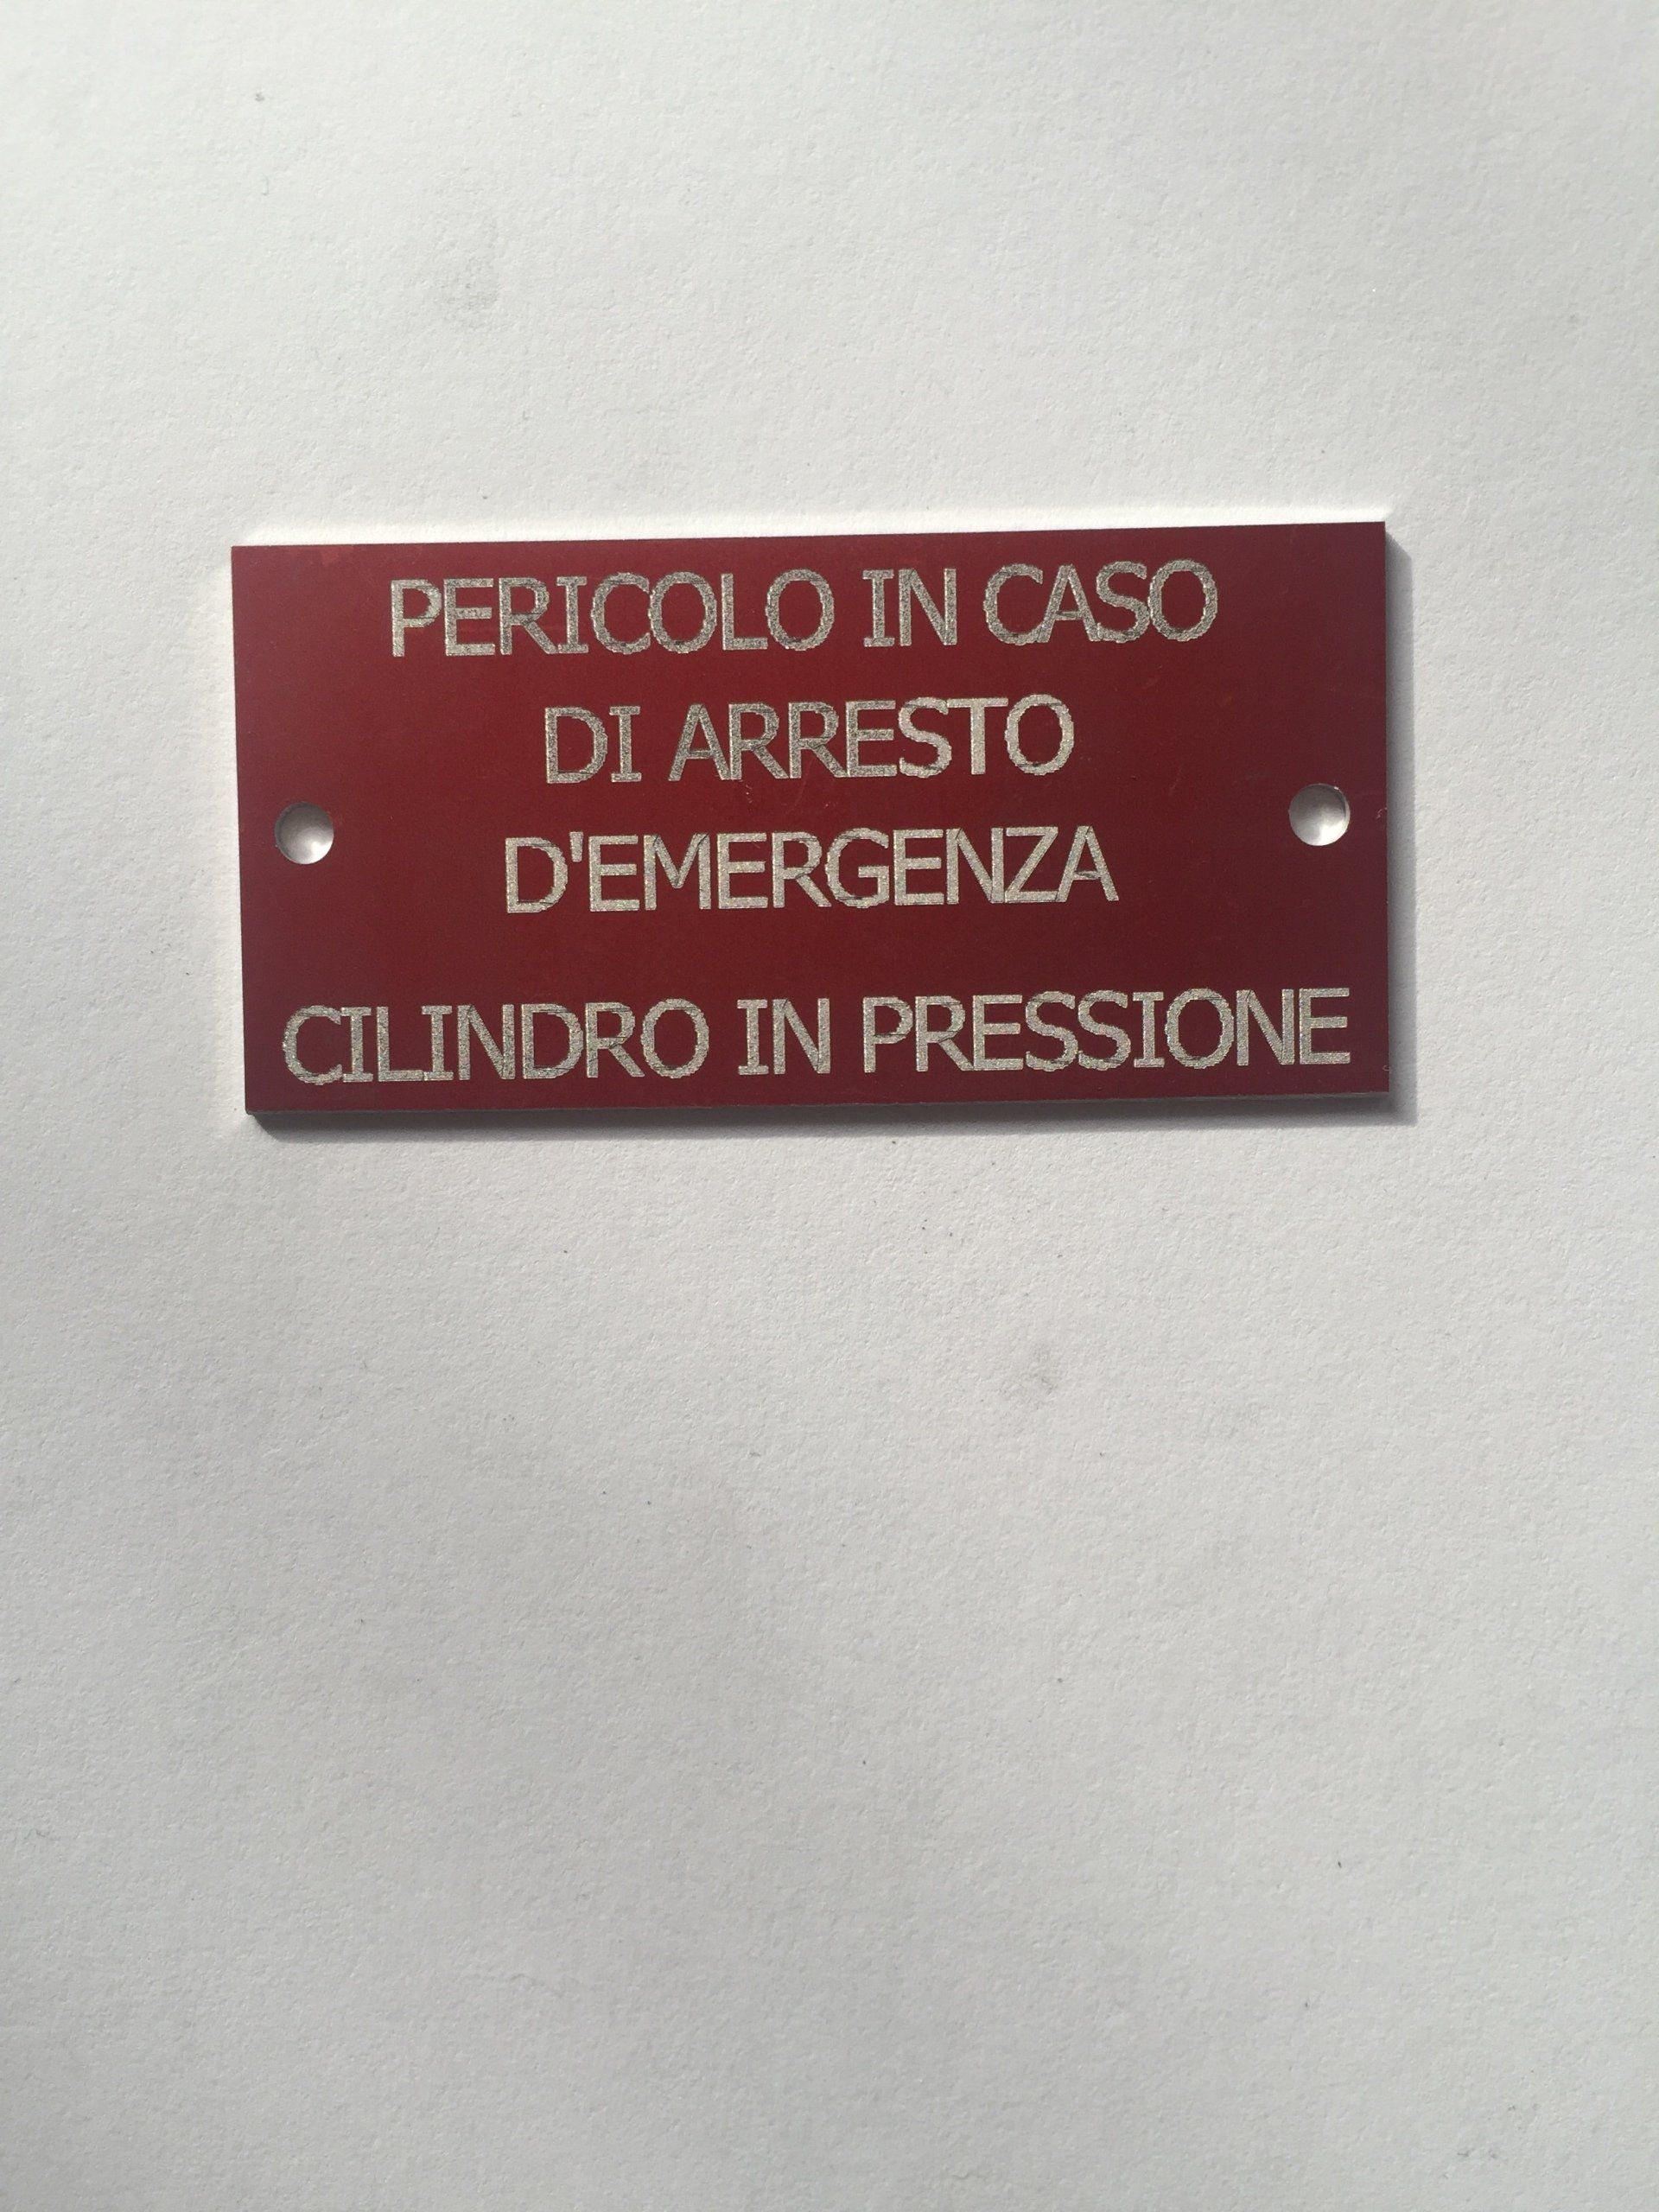 PERICOLO IN CASO
DI ARRESTO
D'EMERGENZA
CILINDRO IN PRESSIONE